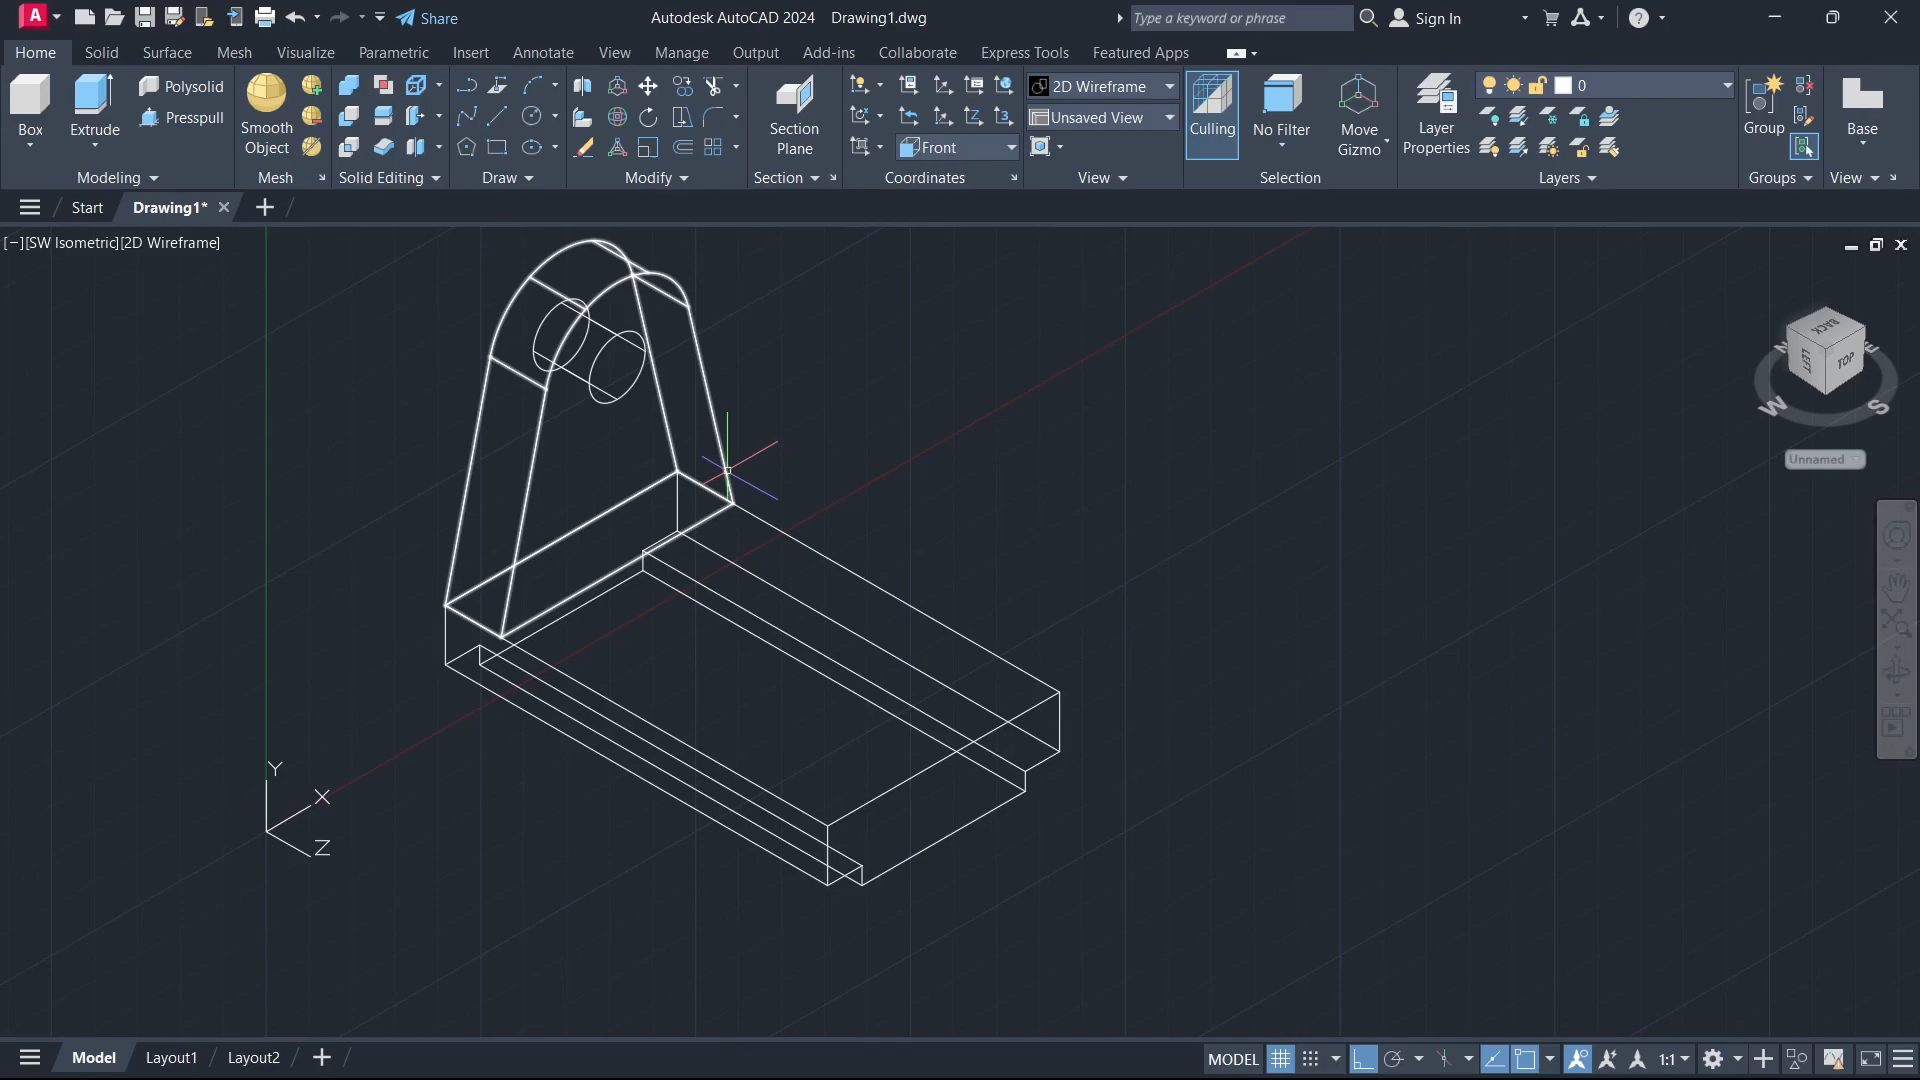 A Share Autodesk AutoCAD 2024 Drawing1.dwg Type a keyword or phrase Sign In
Home Solid Surface Mesh Visualize Parametric Insert Annotate View Manage Output Add-ins Collaborate Express Tools Featured Apps
Box Extrude Polysolid Presspull Smooth Object Section Plane 2D Wireframe Unsaved View Front Culling No Filter Move Gizmo Layer Properties 0 Group Base
Modeling Mesh Solid Editing Draw Modify Section Coordinates View Selection Layers Groups View
Start Drawing1*
[−][SW Isometric][2D Wireframe]
BACK
LEFT TOP
N E
W S
Unnamed
Y
X
Z
Model Layout1 Layout2 MODEL 1:1